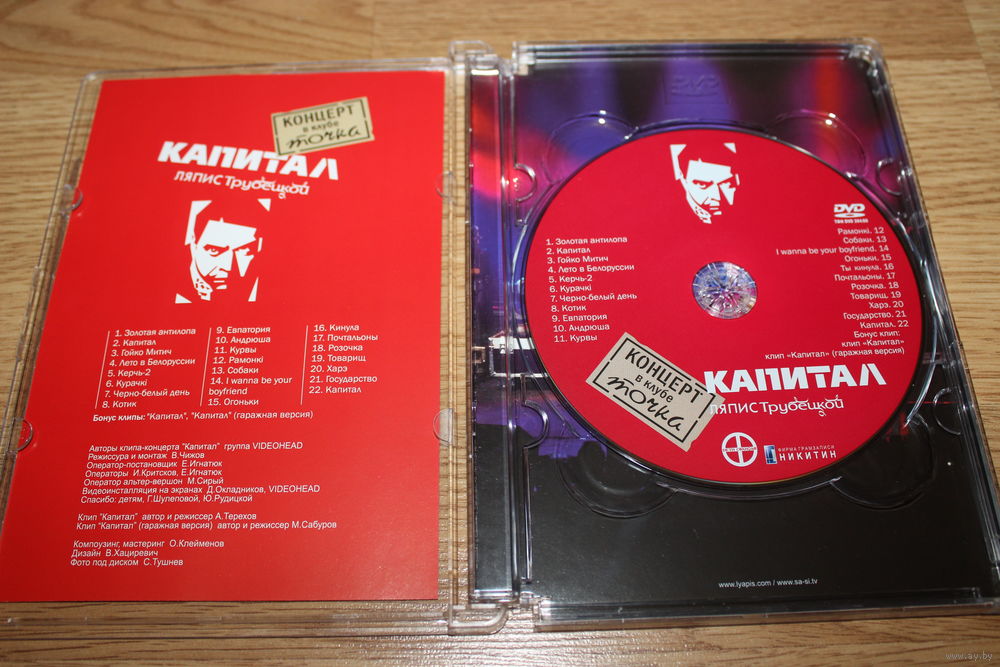 КОНЦЕРТ
в клубе
точка
КАПИТАЛ
ЛЯПИС Трубецкой
1. Золотая антилопа
2. Капитал
3. Гойко Митич
4. Лето в Белоруссии
5. Керчь-2
6. Курачкi
7. Черно-белый день
8. Котик
9. Евпатория
10. Андрюша
11. Курвы
12. Рамонкi
13. Собаки
14. I wanna be your
boyfriend
15. Огоньки
16. Кинула
17. Почтальоны
18. Розочка
19. Товарищ
20. Харэ
21. Государство
22. Капитал
Бонус клипы: "Капитал", "Капитал" (гаражная версия)
Авторы клипа-концерта "Капитал" группа VIDEOHEAD
Режиссура и монтаж В.Чижов
Оператор-постановщик Е.Игнатюк
Операторы И.Критсков, Е.Игнатюк
Оператор альтер-вершон М.Сирый
Видеоинсталляция на экранах Д.Окладников, VIDEOHEAD
Спасибо: детям, Г.Шулеповой, Ю.Рудицкой
Клип "Капитал" автор и режиссер А.Терехов
Клип "Капитал" (гаражная версия) автор и режиссер М.Сабуров
Компоузинг, мастеринг О.Клейменов
Дизайн В.Хациревич
Фото под диском С.Тушнев
DVD
1. Золотая антилопа
2. Капитал
3. Гойко Митич
4. Лето в Белоруссии
5. Керчь-2
6. Курачкi
7. Черно-белый день
8. Котик
9. Евпатория
10. Андрюша
11. Курвы
DVD
Рамонкi. 12
Собаки. 13
I wanna be your boyfriend. 14
Огоньки. 15
Ты кинула. 16
Почтальоны. 17
Розочка. 18
Товарищ. 19
Харэ. 20
Государство. 21
Капитал. 22
Бонус клип:
клип «Капитал»
клип «Капитал» (гаражная версия)
КОНЦЕРТ
в клубе
точка
КАПИТАЛ
ЛЯПИС Трубецкой
ФИРМА ГРАМЗАПИСИ
НИКИТИН
www.lyapis.com / www.sa-si.tv
www.ay.by